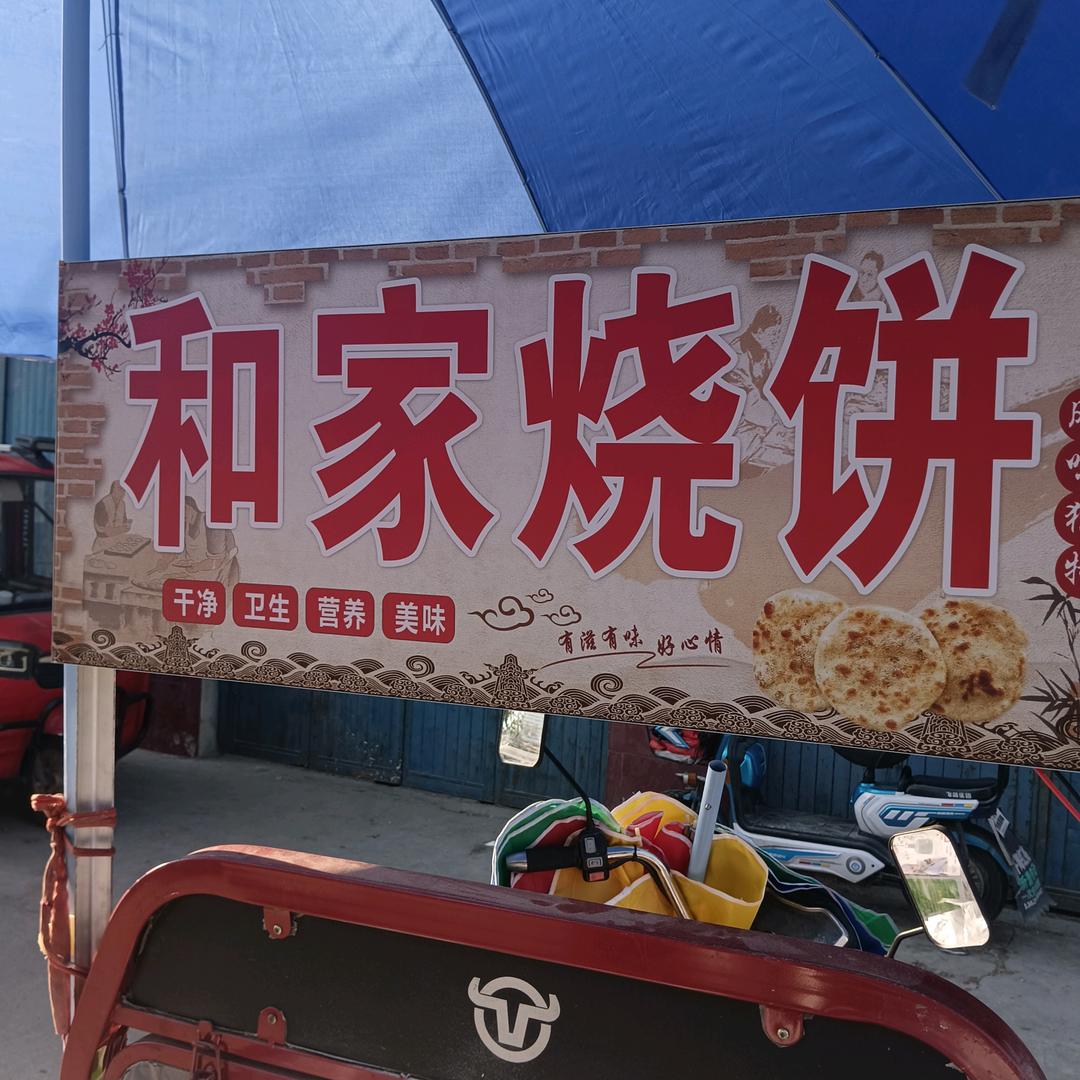 和家烧饼
干净 卫生 营养 美味
有滋有味 好心情